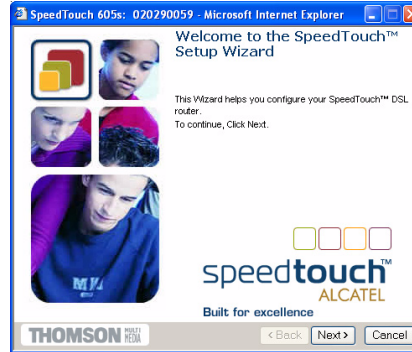 SpeedTouch 605s: 020290059 - Microsoft Internet Explorer
Welcome to the SpeedTouch™
Setup Wizard
This Wizard helps you configure your SpeedTouch™ DSL
router.
To continue, Click Next.
speedtouch™
ALCATEL
Built for excellence
THOMSON MULTI MEDIA
< Back Next > Cancel